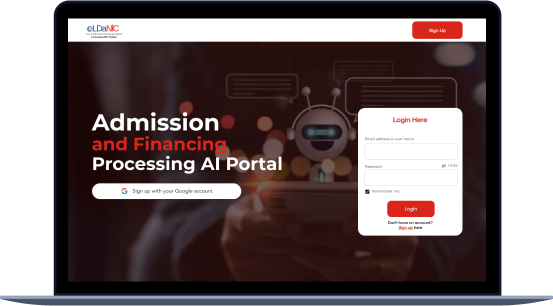 eLDaNiC
Sign Up
Admission
and Financing
Processing AI Portal
Sign up with your Google account
Login Here
Email address or user name
Password
Hide
Remember me
Login
Don't have an account?
Sign up here